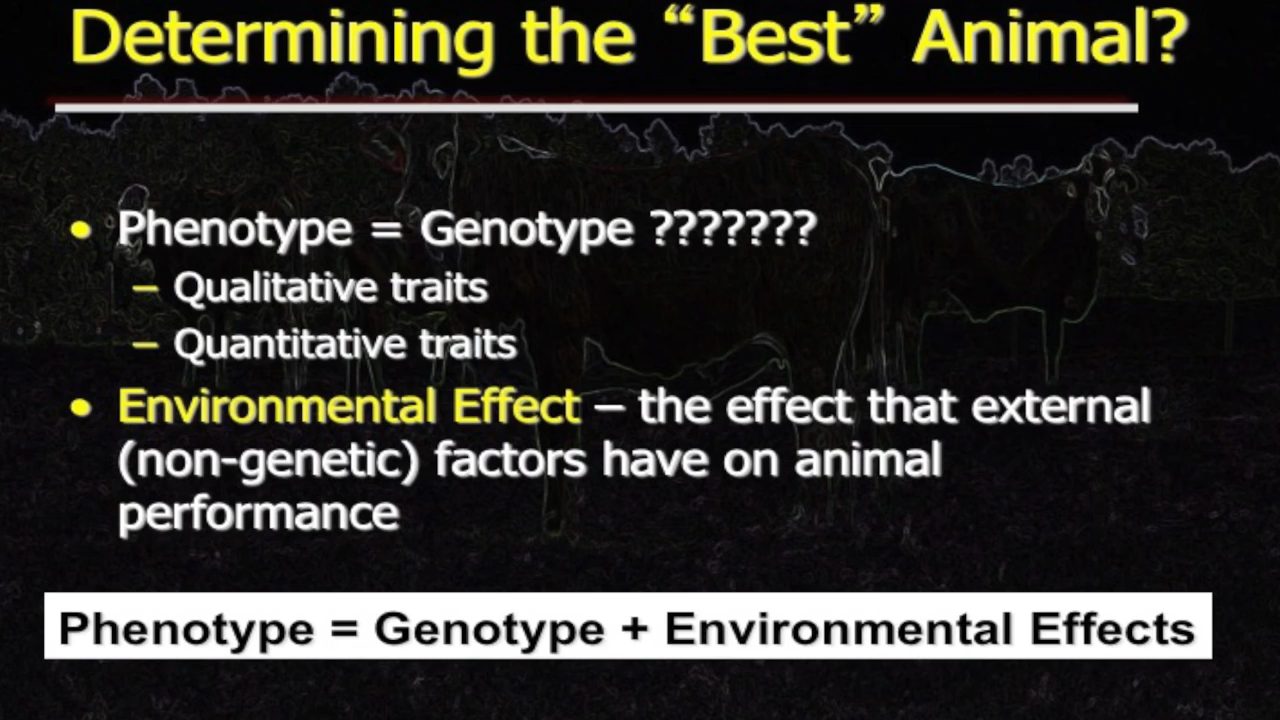 Determining the “Best” Animal?
• Phenotype = Genotype ???????
– Qualitative traits
– Quantitative traits
• Environmental Effect – the effect that external
(non-genetic) factors have on animal
performance
Phenotype = Genotype + Environmental Effects